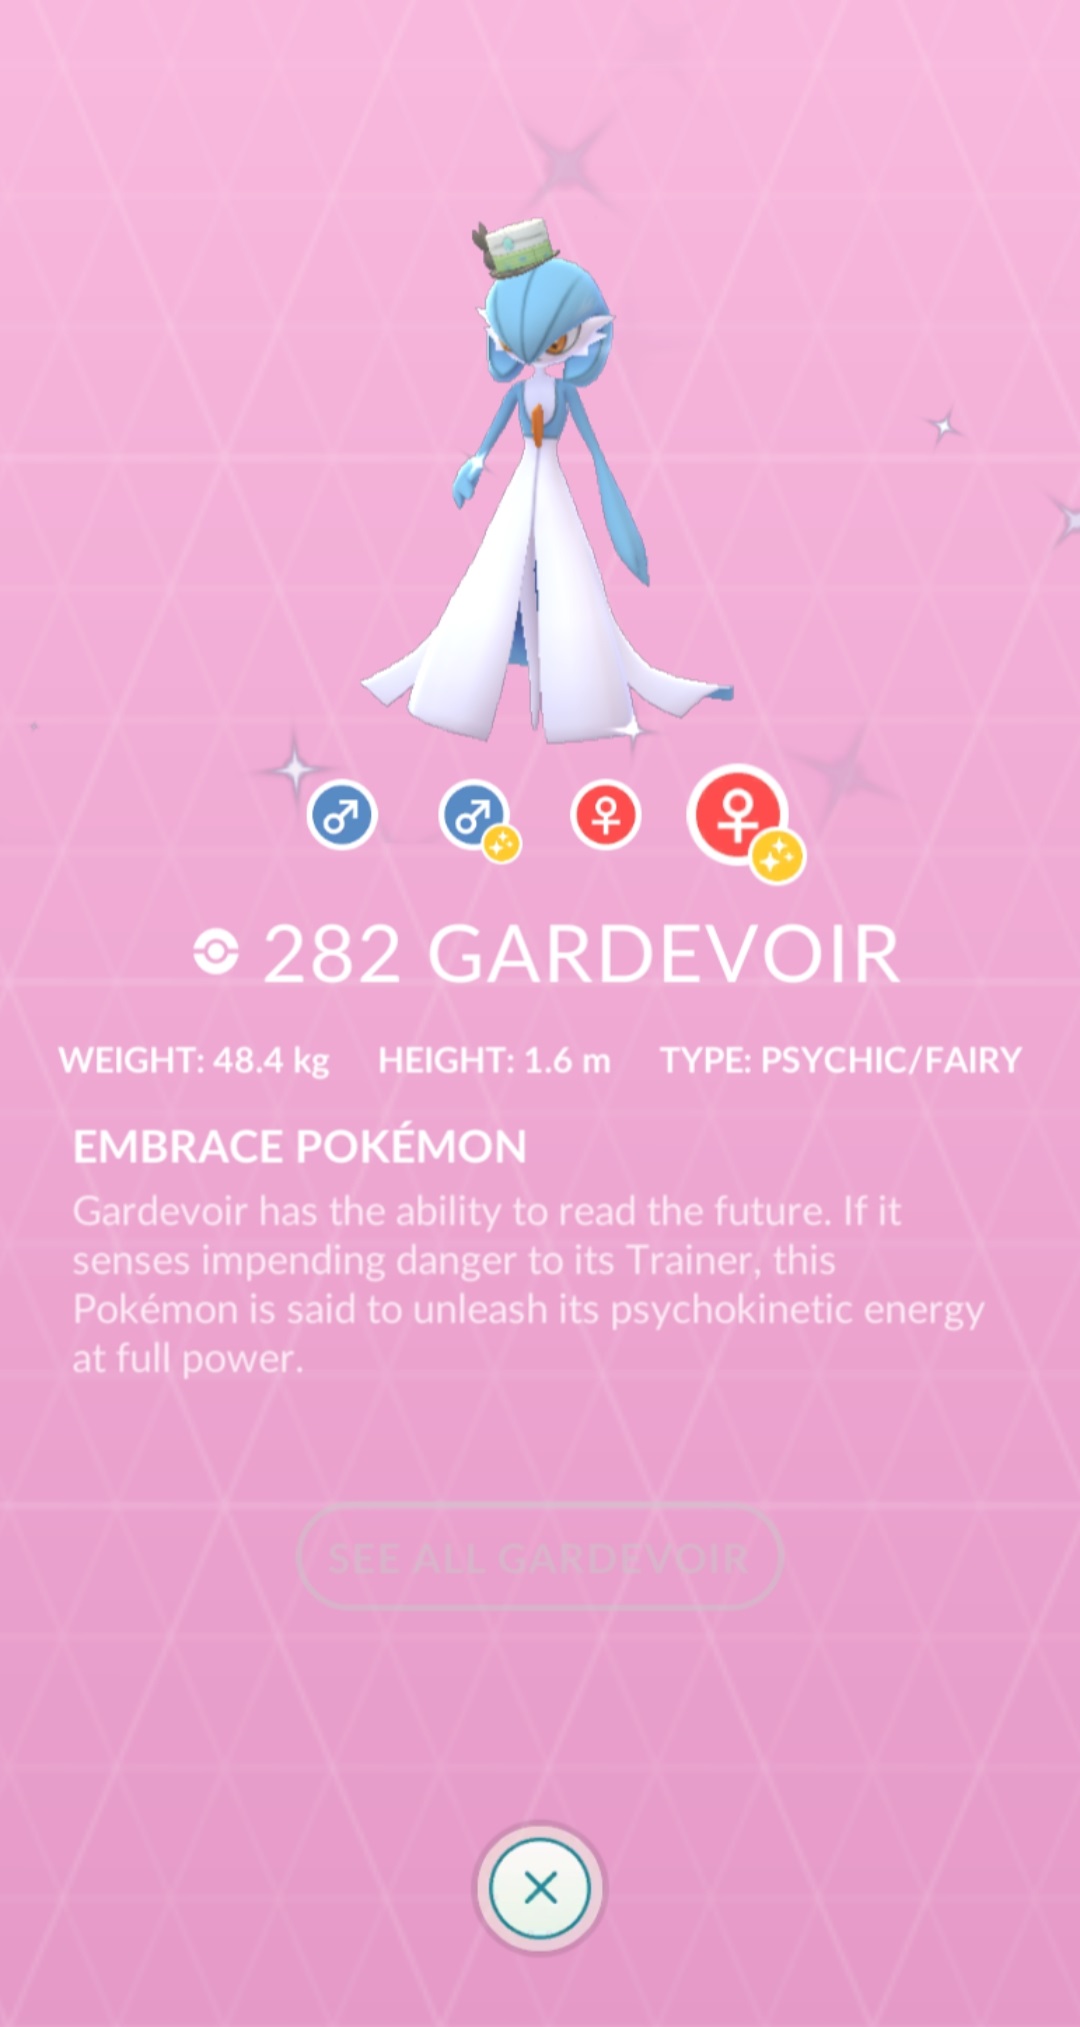 282 GARDEVOIR
WEIGHT: 48.4 kg HEIGHT: 1.6 m TYPE: PSYCHIC/FAIRY
EMBRACE POKÉMON
Gardevoir has the ability to read the future. If it
senses impending danger to its Trainer, this
Pokémon is said to unleash its psychokinetic energy
at full power.
SEE ALL GARDEVOIR